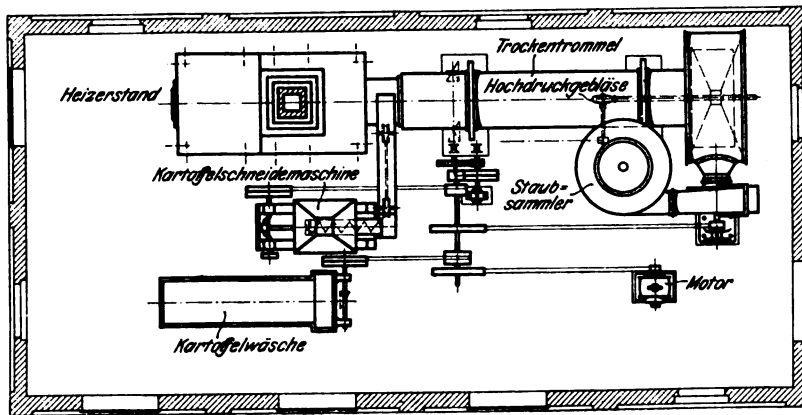 Trockentrommel
Heizerstand
Hochdruckgebläse
Kartoffelschneidemaschine
Staub=
sammler
Motor
Kartoffelwäsche